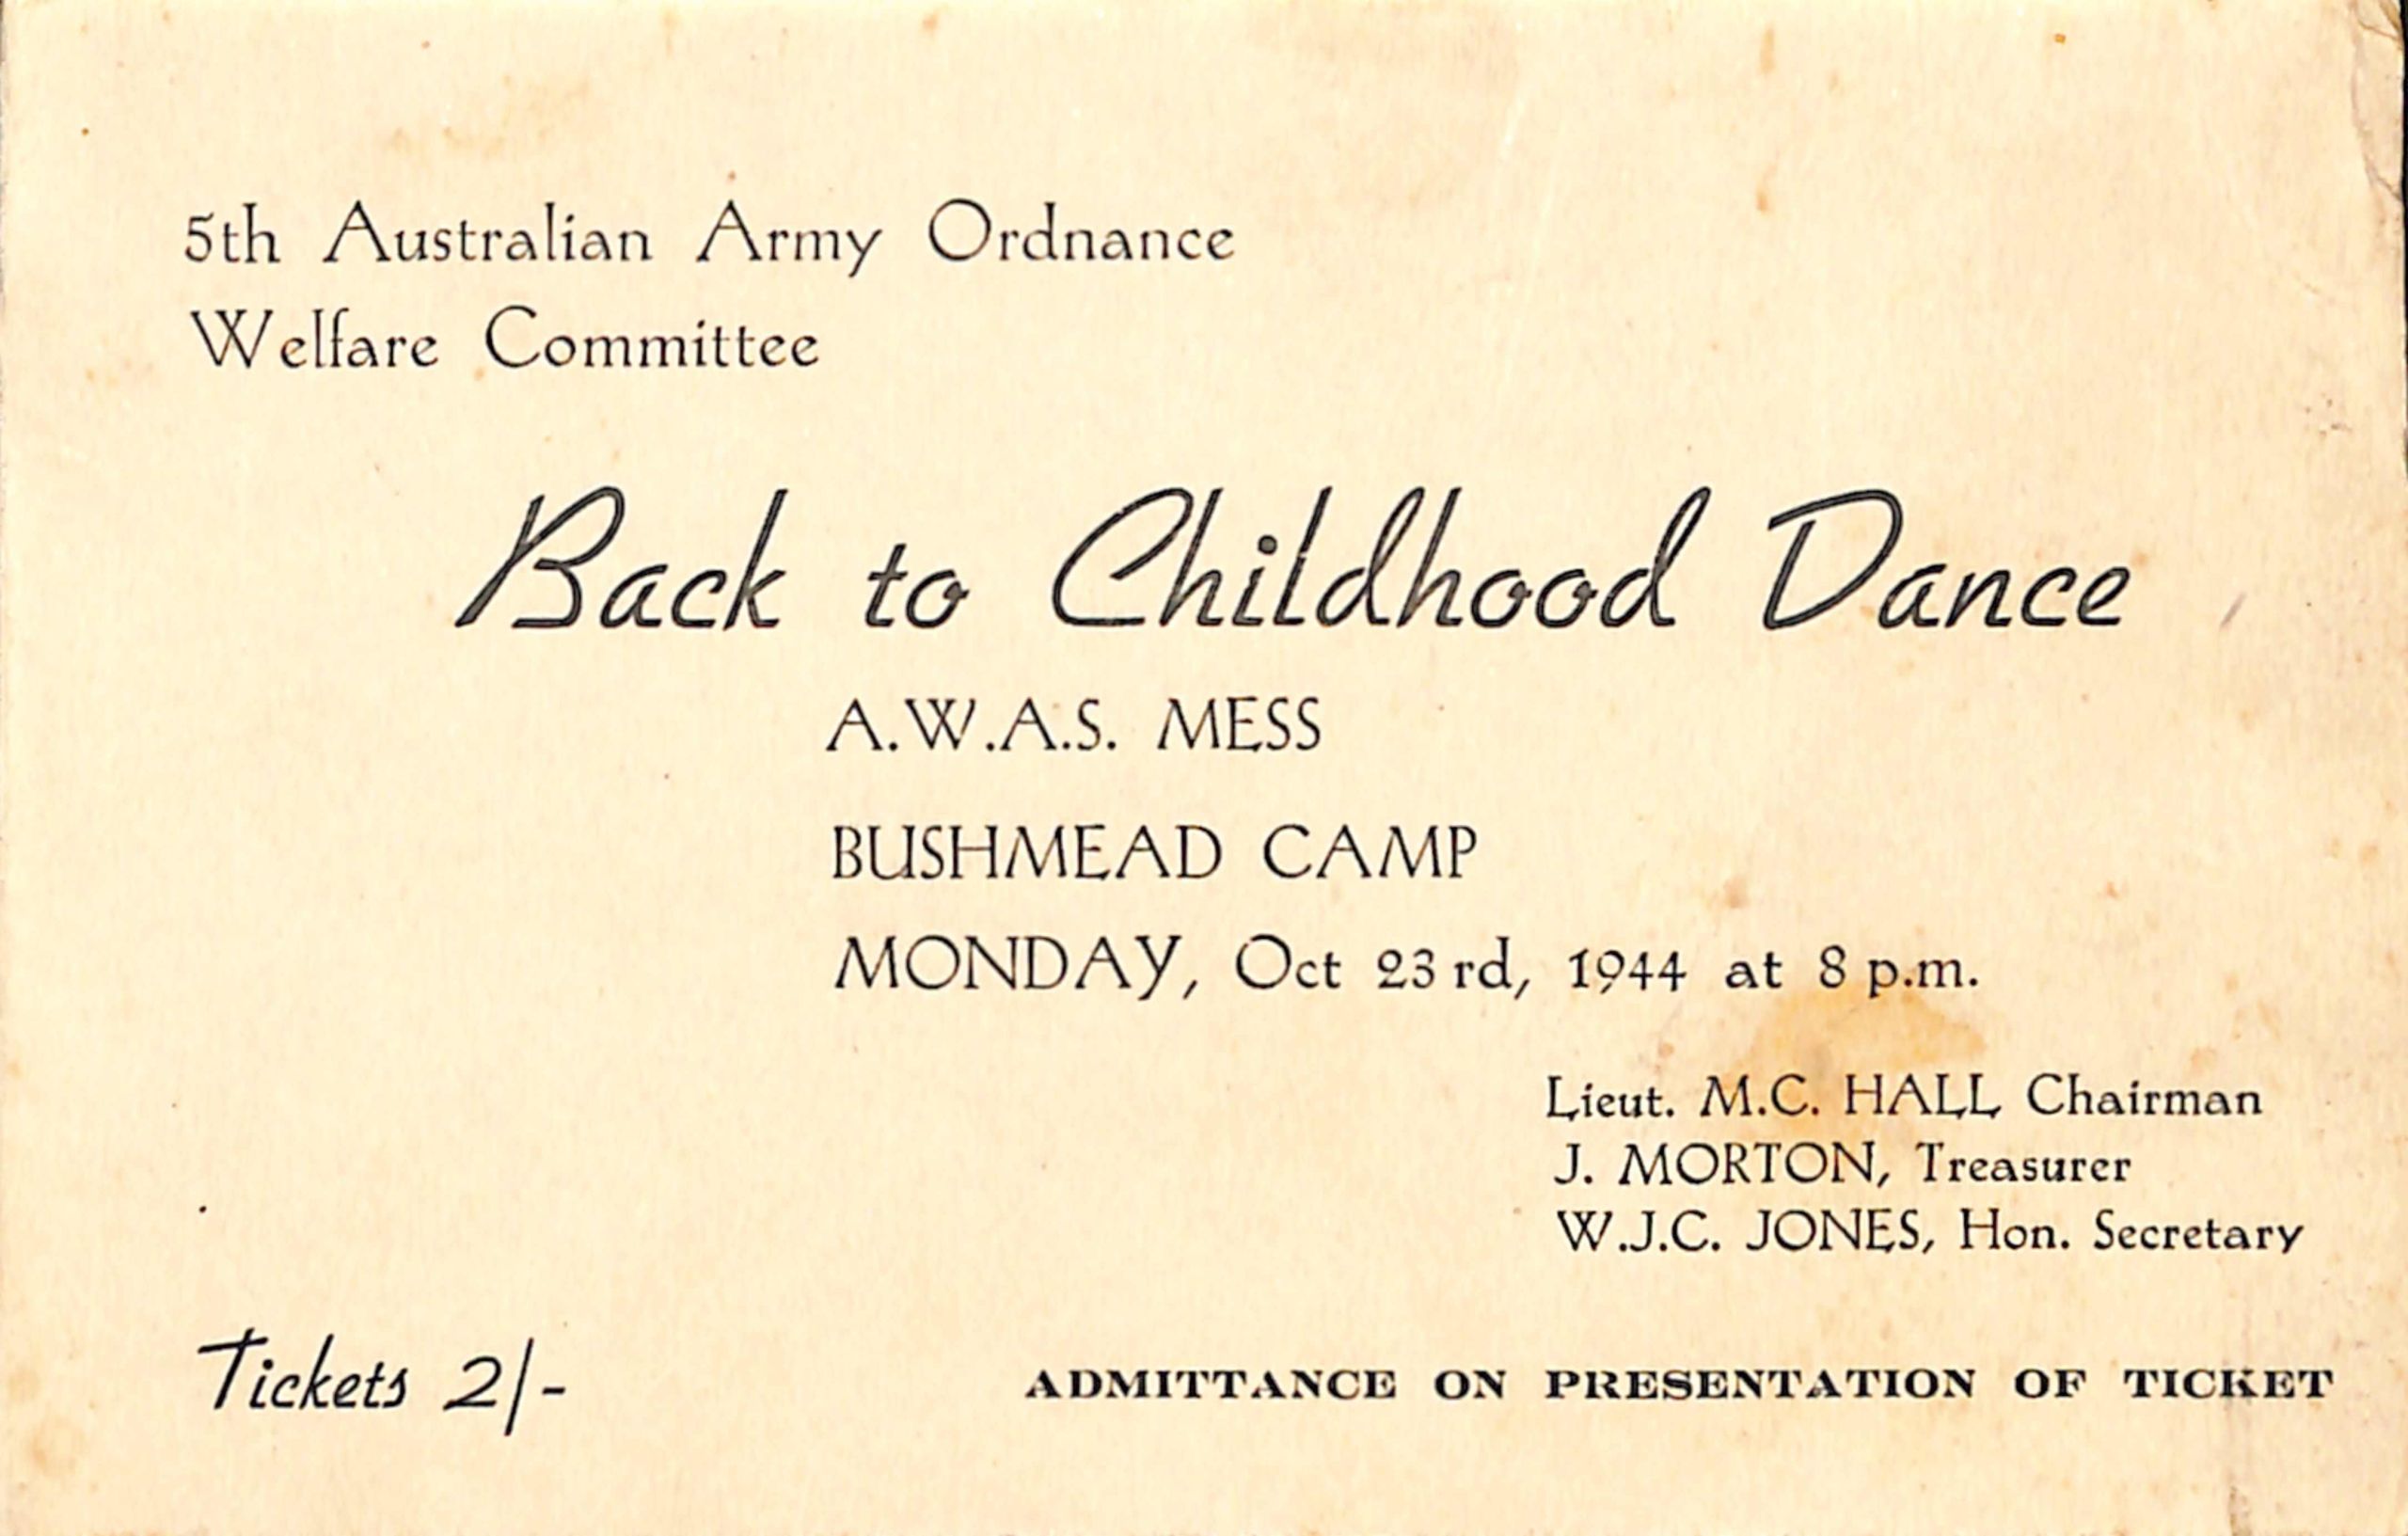 5th Australian Army Ordnance
Welfare Committee
Back to Childhood Dance
A.W.A.S. MESS
BUSHMEAD CAMP
MONDAY, Oct 23rd, 1944 at 8 p.m.
Lieut. M.C. HALL Chairman
J. MORTON, Treasurer
W.J.C. JONES, Hon. Secretary
Tickets 2/- ADMITTANCE ON PRESENTATION OF TICKET